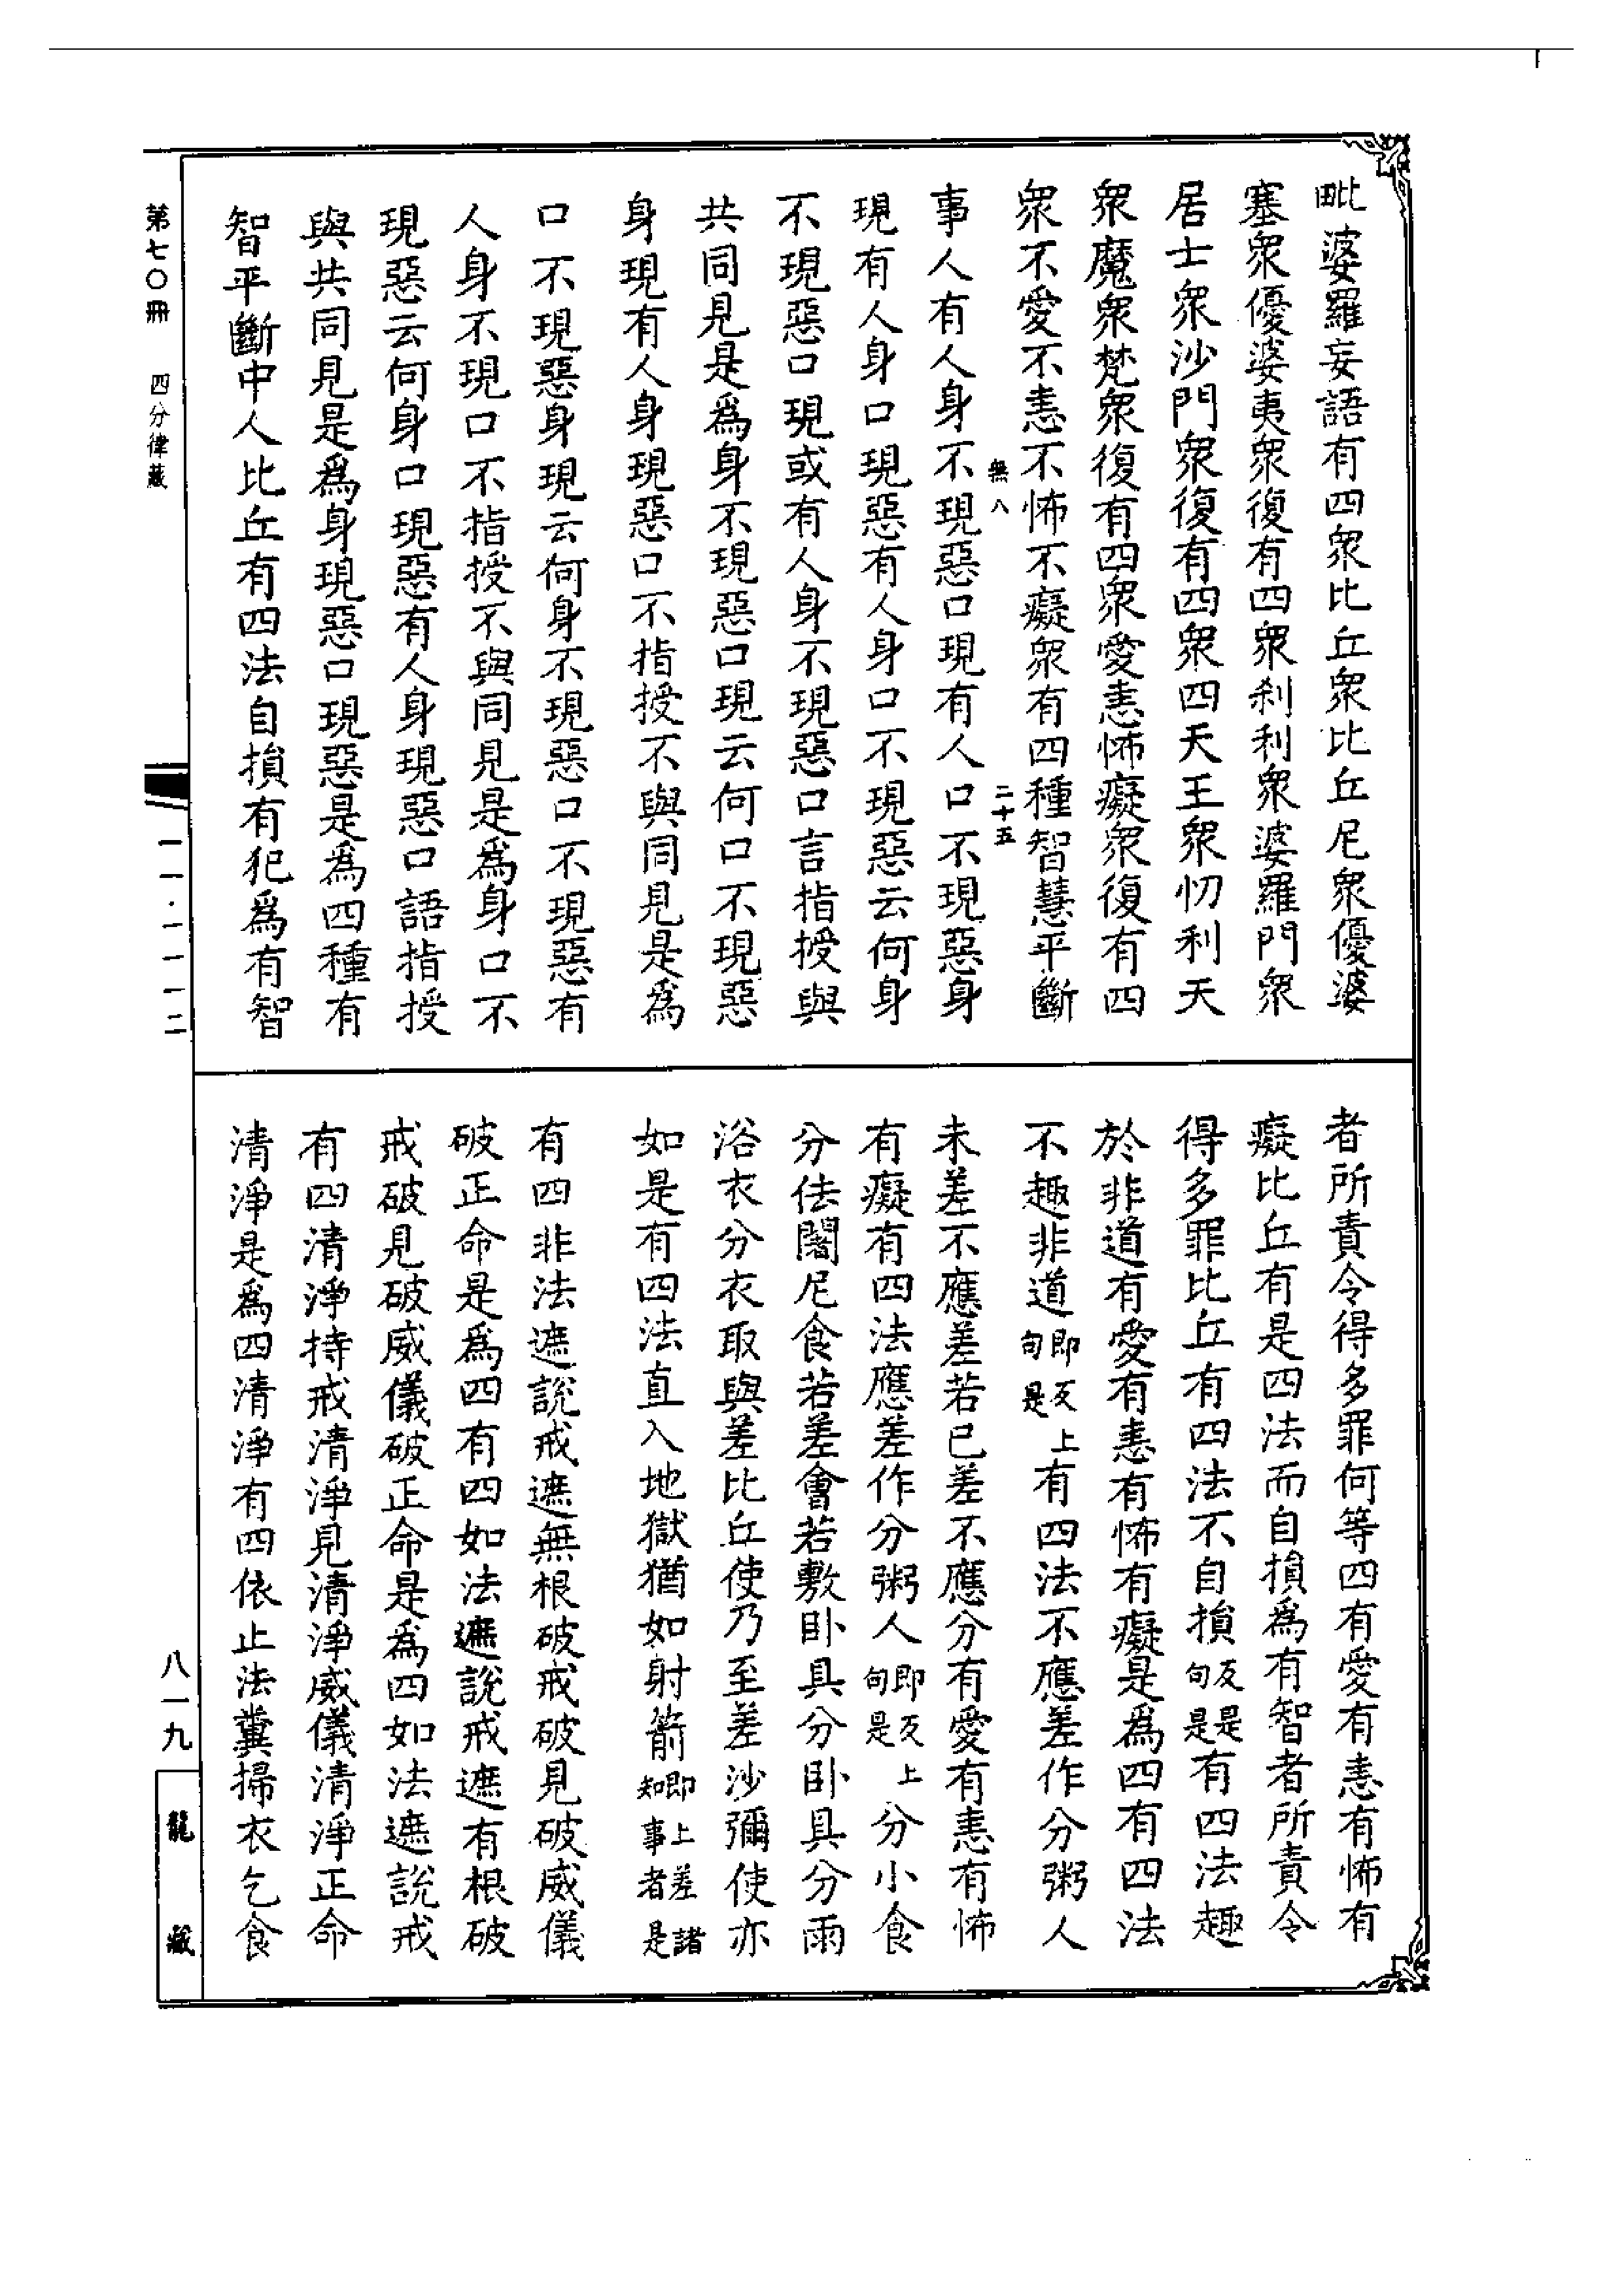 毗婆羅妄語有四衆比丘衆比丘尼衆優婆
塞衆優婆夷衆復有四衆刹利衆婆羅門衆
居士衆沙門衆復有四衆四天王衆忉利天
衆魔衆梵衆復有四衆愛恚怖癡衆復有四
衆不愛不恚不怖不癡衆有四種智慧平斷
無八 二十五
事人有人身不現惡口現有人口不現惡身
現有人身口現惡有人身口不現惡云何身
不現惡口現或有人身不現惡口言指授與
共同見是為身不現惡口現云何口不現惡
身現有人身現惡口不指授不與同見是為
口不現惡身現云何身不現惡口不現惡有
人身不現口不指授不與同見是為身口不
現惡云何身口現惡有人身現惡口語指授
與共同見是為身現惡口現惡是為四種有
智平斷中人比丘有四法自損有犯為有智
者所責令得多罪何等四有愛有恚有怖有
癡比丘有是四法而自損為有智者所責令
得多罪比丘有四法不自損反是句是有四法趣
於非道有愛有恚有怖有癡是為四有四法
不趣非道即反上句是有四法不應差作分粥人
未差不應差若已差不應分有愛有恚有怖
有癡有四法應差作分粥人即反上句是分小食
分佉闍尼食若差會若敷臥具分臥具分雨
浴衣分衣取與差比丘使乃至差沙彌使亦
如是有四法直入地獄猶如射箭即上差諸知事者是
有四非法遮說戒遮無根破戒破見破威儀
破正命是為四有四如法遮說戒遮有根破
戒破見破威儀破正命是為四如法遮說戒
有四清淨持戒清淨見清淨威儀清淨正命
清淨是為四清淨有四依止法糞掃衣乞食
第七〇冊 四分律藏
一一·一一一二
八一九
龍藏